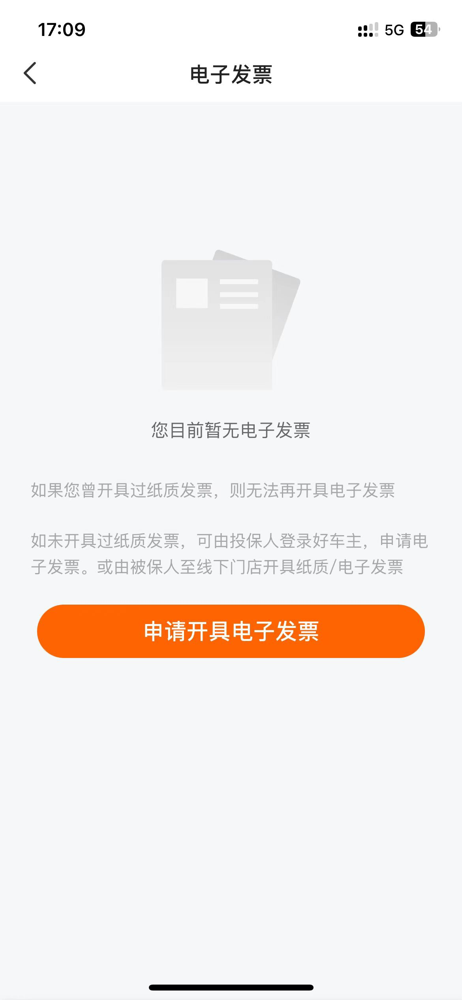 17:09
5G 54
电子发票
您目前暂无电子发票
如果您曾开具过纸质发票，则无法再开具电子发票
如未开具过纸质发票，可由投保人登录好车主，申请电
子发票。或由被保人至线下门店开具纸质/电子发票
申请开具电子发票